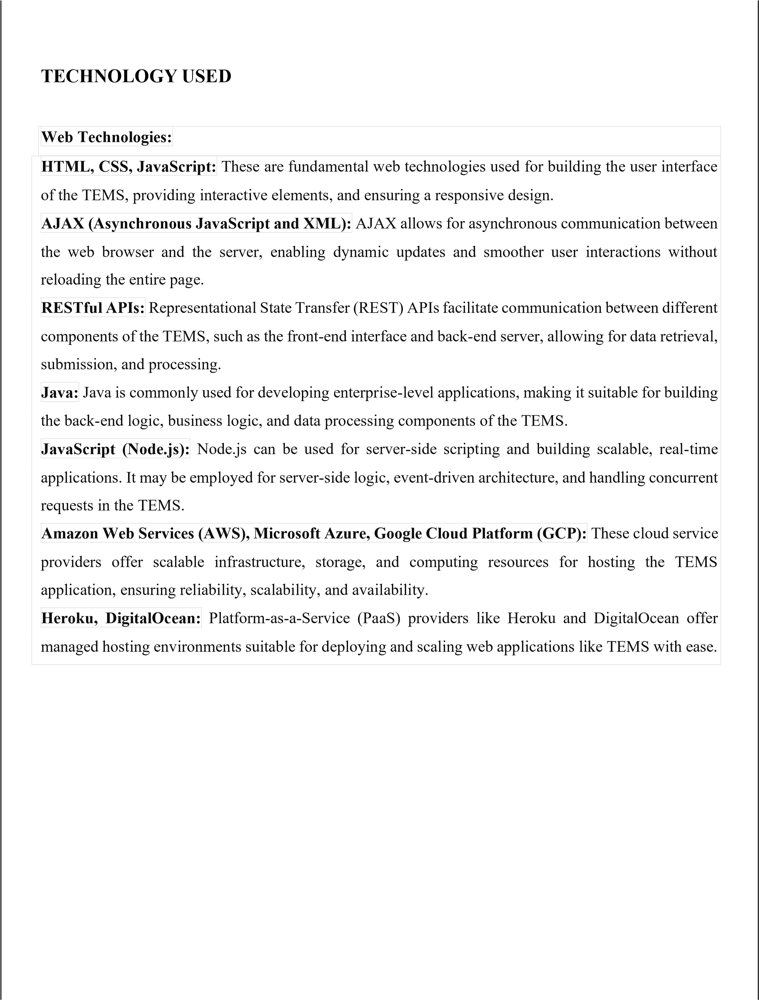 TECHNOLOGY USED
Web Technologies:
HTML, CSS, JavaScript: These are fundamental web technologies used for building the user interface
of the TEMS, providing interactive elements, and ensuring a responsive design.
AJAX (Asynchronous JavaScript and XML): AJAX allows for asynchronous communication between
the web browser and the server, enabling dynamic updates and smoother user interactions without
reloading the entire page.
RESTful APIs: Representational State Transfer (REST) APIs facilitate communication between different
components of the TEMS, such as the front-end interface and back-end server, allowing for data retrieval,
submission, and processing.
Java: Java is commonly used for developing enterprise-level applications, making it suitable for building
the back-end logic, business logic, and data processing components of the TEMS.
JavaScript (Node.js): Node.js can be used for server-side scripting and building scalable, real-time
applications. It may be employed for server-side logic, event-driven architecture, and handling concurrent
requests in the TEMS.
Amazon Web Services (AWS), Microsoft Azure, Google Cloud Platform (GCP): These cloud service
providers offer scalable infrastructure, storage, and computing resources for hosting the TEMS
application, ensuring reliability, scalability, and availability.
Heroku, DigitalOcean: Platform-as-a-Service (PaaS) providers like Heroku and DigitalOcean offer
managed hosting environments suitable for deploying and scaling web applications like TEMS with ease.